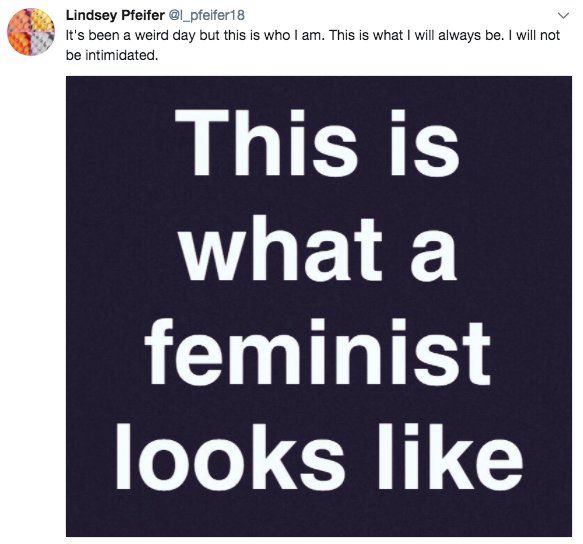 Lindsey Pfeifer @l_pfeifer18
It's been a weird day but this is who I am. This is what I will always be. I will not
be intimidated.
This is
what a
feminist
looks like